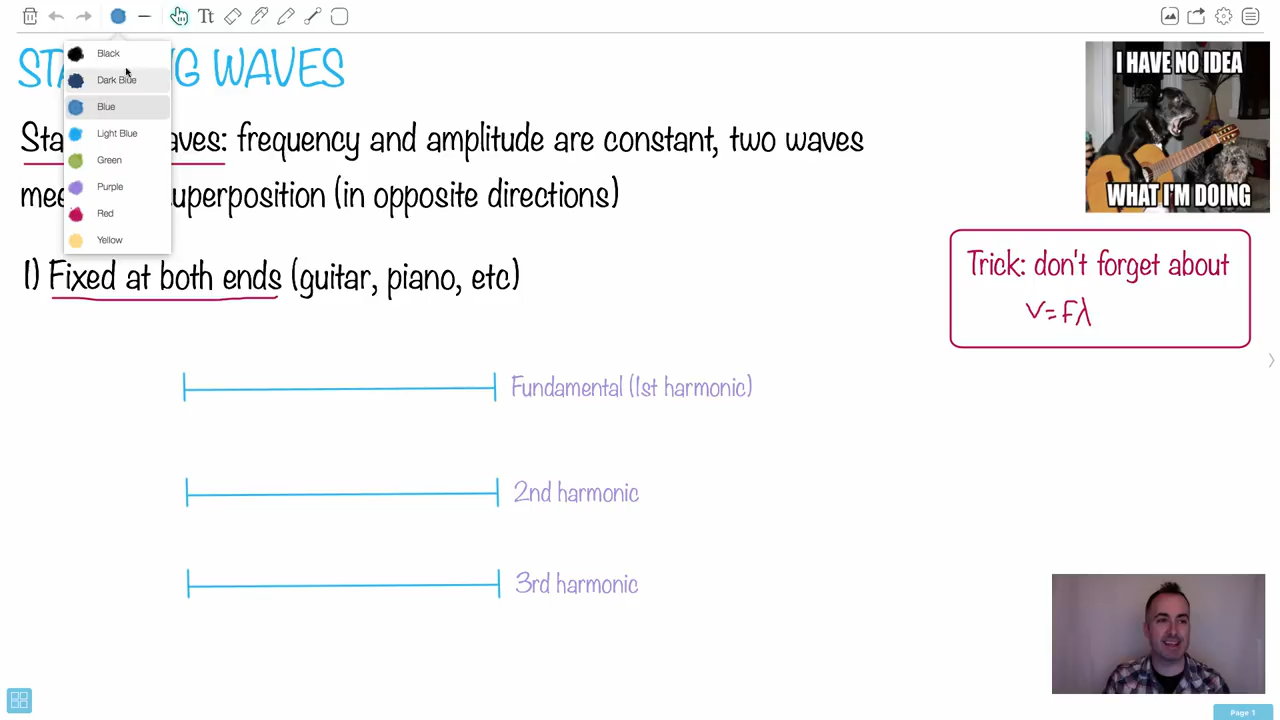 Tt
Black
Dark Blue
Blue
Light Blue
Green
Purple
Red
Yellow
STA G WAVES
Sta aves: frequency and amplitude are constant, two waves
mee uperposition (in opposite directions)
1) Fixed at both ends (guitar, piano, etc)
I HAVE NO IDEA
WHAT I'M DOING
Trick: don't forget about
v=fλ
Fundamental (1st harmonic)
2nd harmonic
3rd harmonic
Page 1